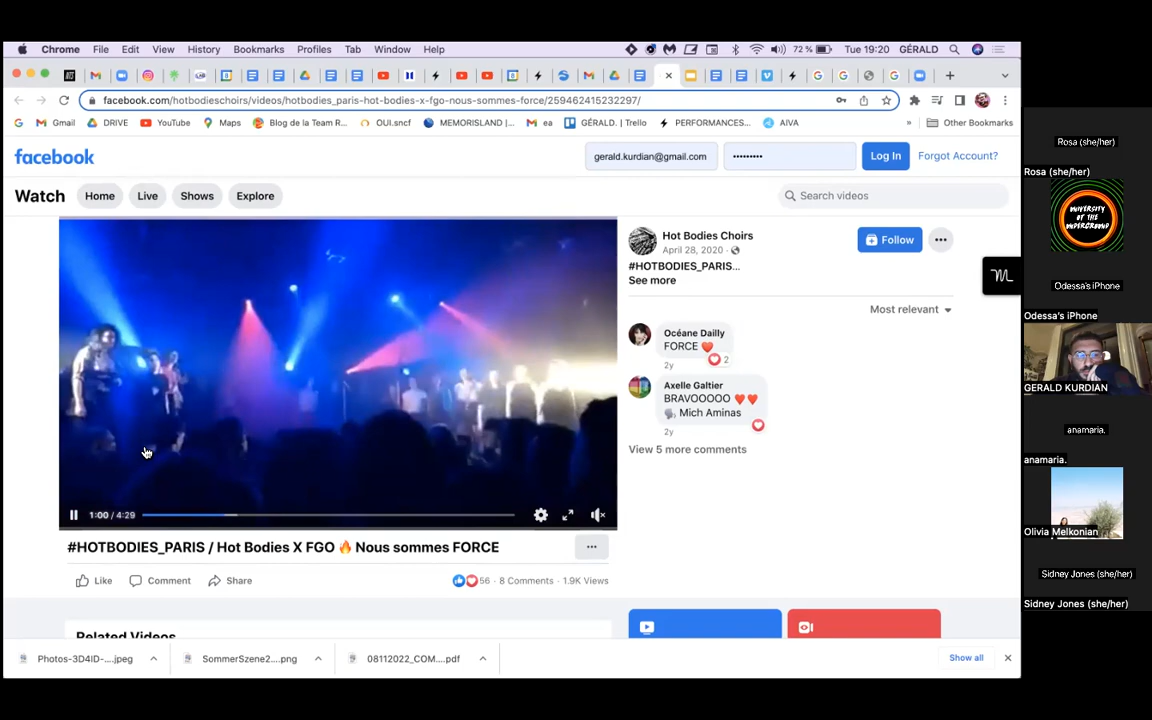 Chrome File Edit View History Bookmarks Profiles Tab Window Help 72 % Tue 19:20 GÉRALD
facebook.com/hotbodieschoirs/videos/hotbodies_paris-hot-bodies-x-fgo-nous-sommes-force/259462415232297/
Gmail DRIVE YouTube Maps Blog de la Team R... OUI.sncf MEMORISLAND |... ea GÉRALD. | Trello PERFORMANCES... AIVA » Other Bookmarks
facebook
gerald.kurdian@gmail.com
Log In
Forgot Account?
Watch Home Live Shows Explore
Search videos
Hot Bodies Choirs
April 28, 2020
Follow
#HOTBODIES_PARIS...
See more
Most relevant
Océane Dailly
FORCE ❤️
2
2y
Axelle Galtier
BRAVOOOOO ❤️❤️
🗣 Mich Aminas
2y
View 5 more comments
1:00 / 4:29
#HOTBODIES_PARIS / Hot Bodies X FGO 🔥 Nous sommes FORCE
Like Comment Share
56 · 8 Comments · 1.9K Views
Related Videos
Photos-3D4ID-....jpeg
SommerSzene2....png
08112022_COM....pdf
Show all
Rosa (she/her)
Rosa (she/her)
UNIVERSITY
OF THE
UNDERGROUND
Odessa's iPhone
Odessa's iPhone
GERALD KURDIAN
anamaria.
anamaria.
Olivia Melkonian
Sidney Jones (she/her)
Sidney Jones (she/her)